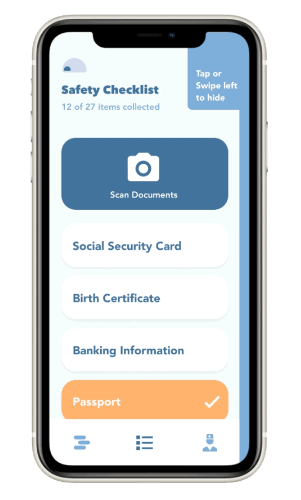 Tap or
Swipe left
to hide
Safety Checklist
12 of 27 items collected
Scan Documents
Social Security Card
Birth Certificate
Banking Information
Passport